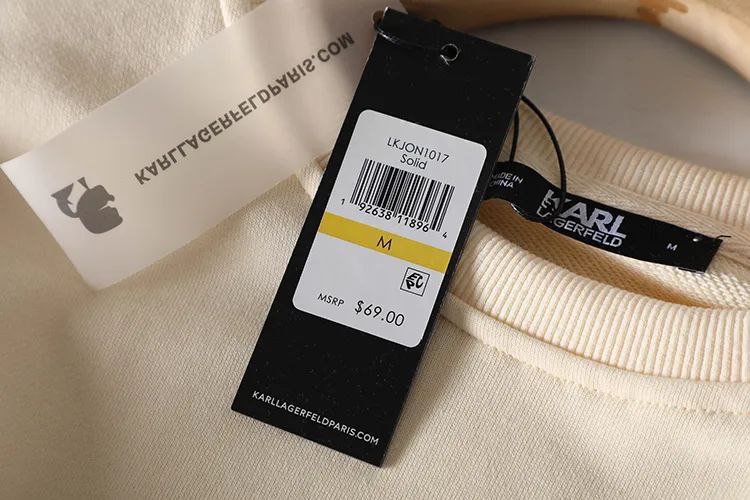 KARLLAGERFELDPARIS.COM
LKJON1017
Solid
1 92638 11896 4
M
MSRP $69.00
KARLLAGERFELDPARIS.COM
MADE IN
CHINA
KARL
LAGERFELD
M